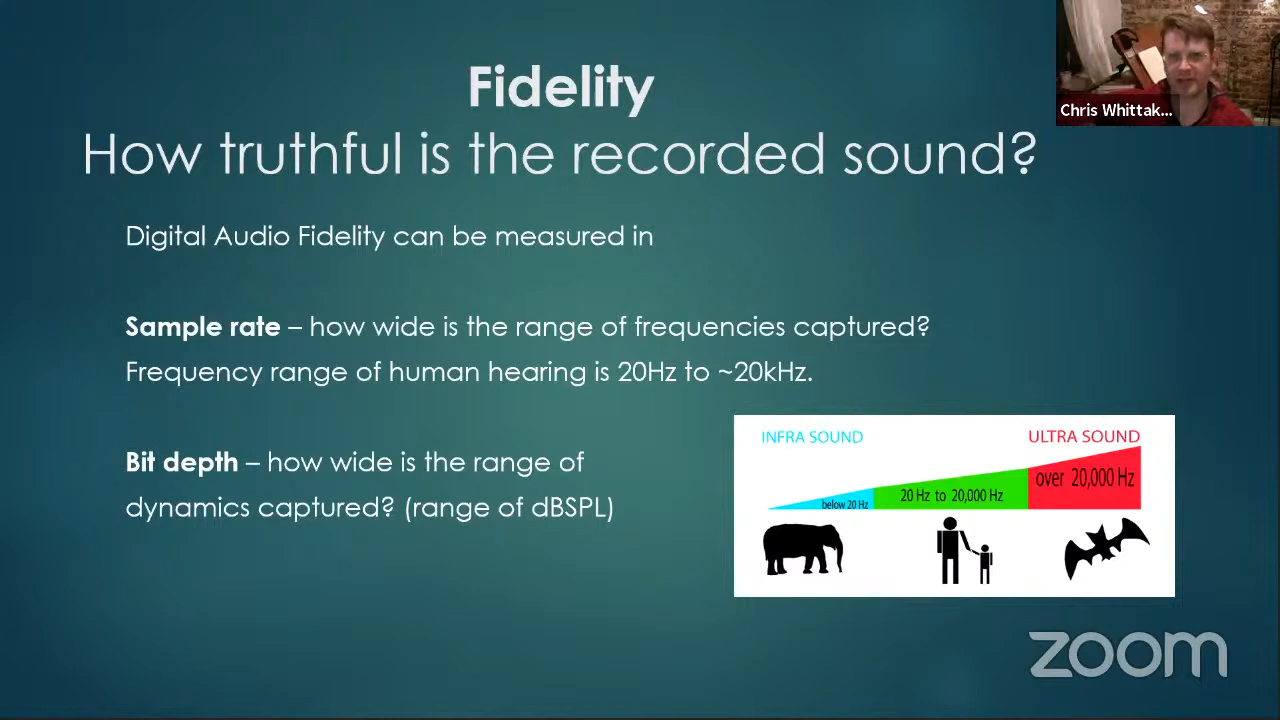 Fidelity
How truthful is the recorded sound?
Chris Whittak...
Digital Audio Fidelity can be measured in
Sample rate – how wide is the range of frequencies captured?
Frequency range of human hearing is 20Hz to ~20kHz.
Bit depth – how wide is the range of
dynamics captured? (range of dBSPL)
INFRA SOUND
ULTRA SOUND
below 20 Hz
20 Hz to 20,000 Hz
over 20,000 Hz
zoom